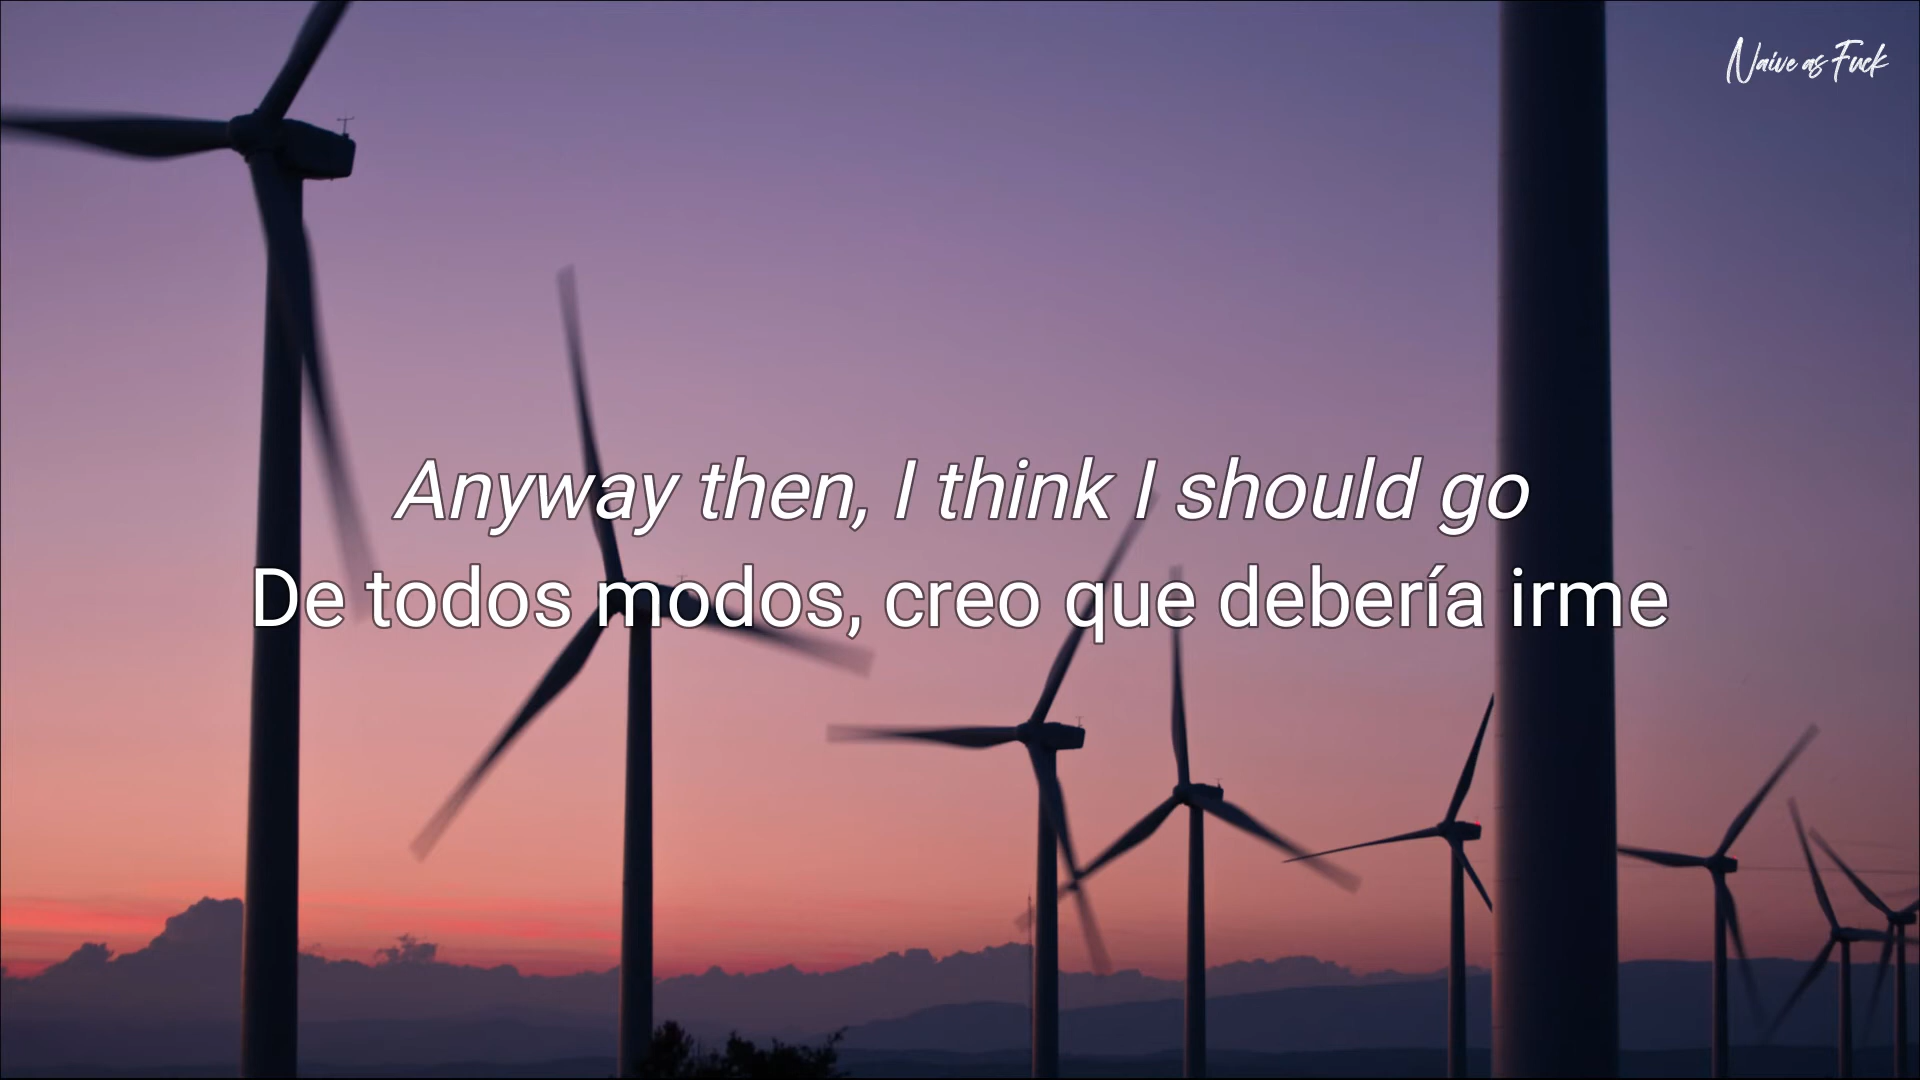 Naive as Fuck
Anyway then, I think I should go
De todos modos, creo que debería irme